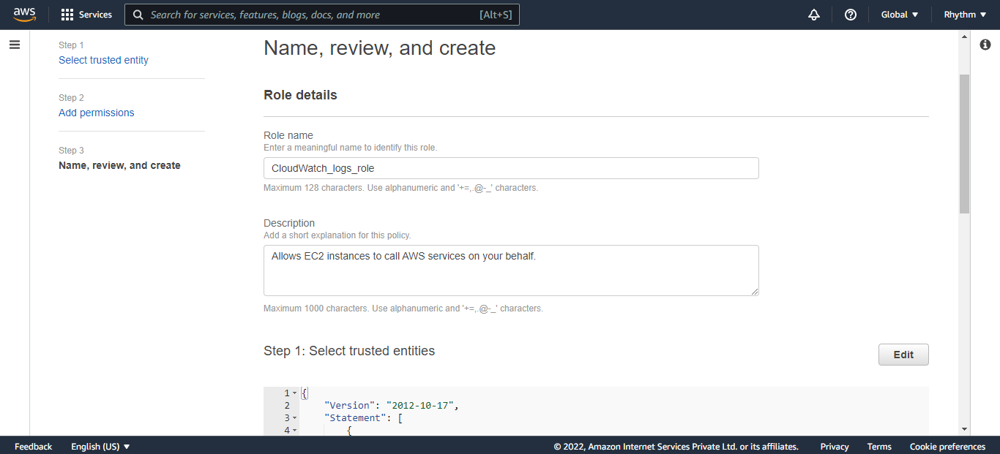 aws
Services
Search for services, features, blogs, docs, and more
[Alt+S]
Global
Rhythm
Step 1
Select trusted entity
Step 2
Add permissions
Step 3
Name, review, and create
Name, review, and create
Role details
Role name
Enter a meaningful name to identify this role.
CloudWatch_logs_role
Maximum 128 characters. Use alphanumeric and '+=,.@-_' characters.
Description
Add a short explanation for this policy.
Allows EC2 instances to call AWS services on your behalf.
Maximum 1000 characters. Use alphanumeric and '+=,.@-_' characters.
Step 1: Select trusted entities
Edit
1 {
2 "Version": "2012-10-17",
3 "Statement": [
4 {
Feedback
English (US)
© 2022, Amazon Internet Services Private Ltd. or its affiliates.
Privacy
Terms
Cookie preferences